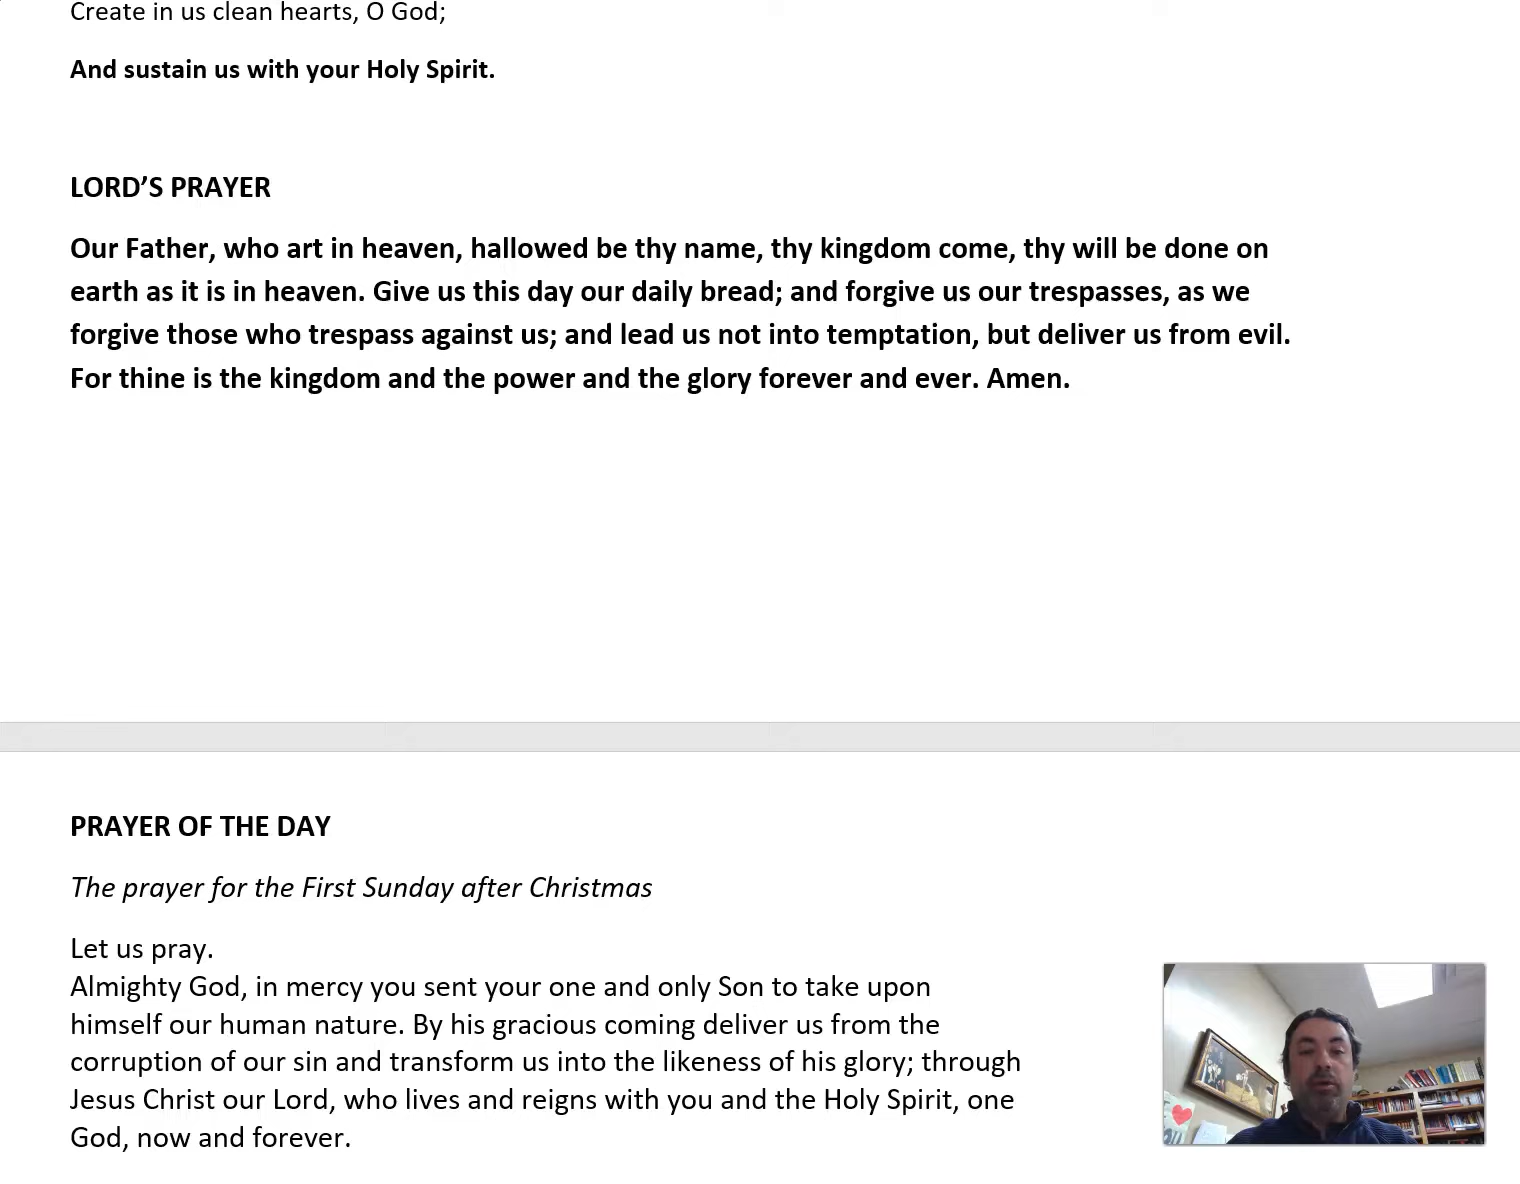 Create in us clean hearts, O God;
And sustain us with your Holy Spirit.
LORD’S PRAYER
Our Father, who art in heaven, hallowed be thy name, thy kingdom come, thy will be done on
earth as it is in heaven. Give us this day our daily bread; and forgive us our trespasses, as we
forgive those who trespass against us; and lead us not into temptation, but deliver us from evil.
For thine is the kingdom and the power and the glory forever and ever. Amen.
PRAYER OF THE DAY
The prayer for the First Sunday after Christmas
Let us pray.
Almighty God, in mercy you sent your one and only Son to take upon
himself our human nature. By his gracious coming deliver us from the
corruption of our sin and transform us into the likeness of his glory; through
Jesus Christ our Lord, who lives and reigns with you and the Holy Spirit, one
God, now and forever.